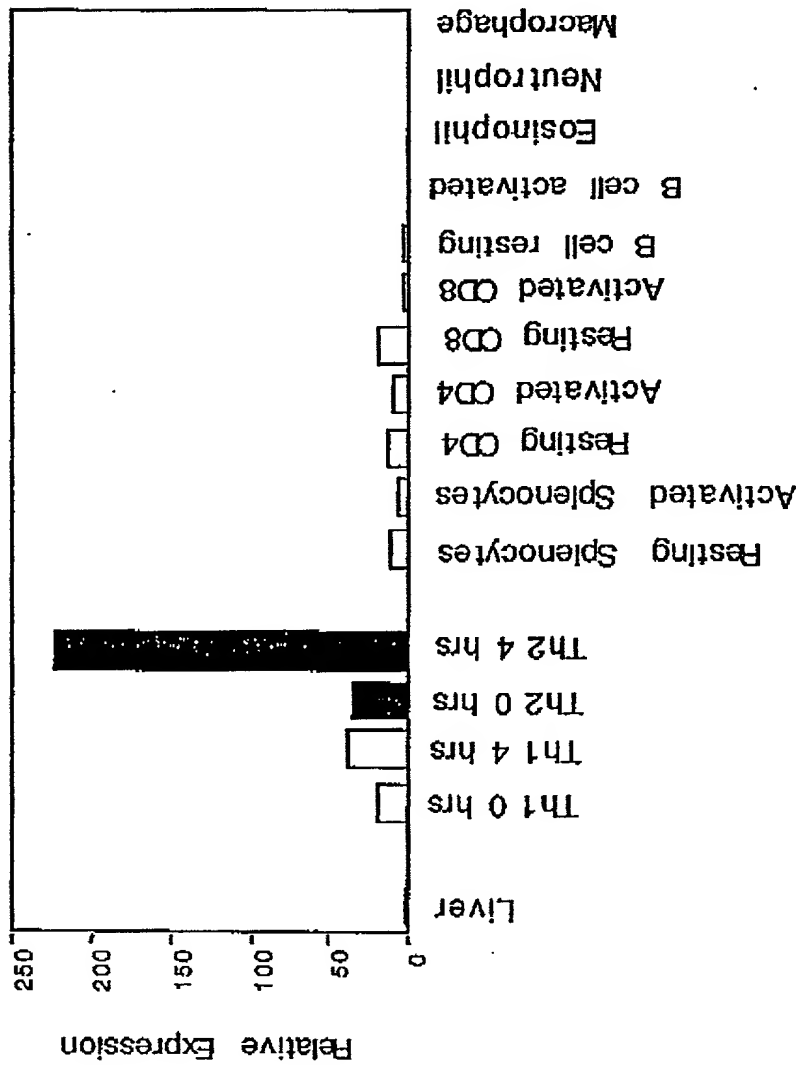 Relative Expression
0
50
100
150
200
250
Liver
Th1 0 hrs
Th1 4 hrs
Th2 0 hrs
Th2 4 hrs
Resting Splenocytes
Activated Splenocytes
Resting CD4
Activated CD4
Resting CD8
Activated CD8
B cell resting
B cell activated
Eosinophil
Neutrophil
Macrophage